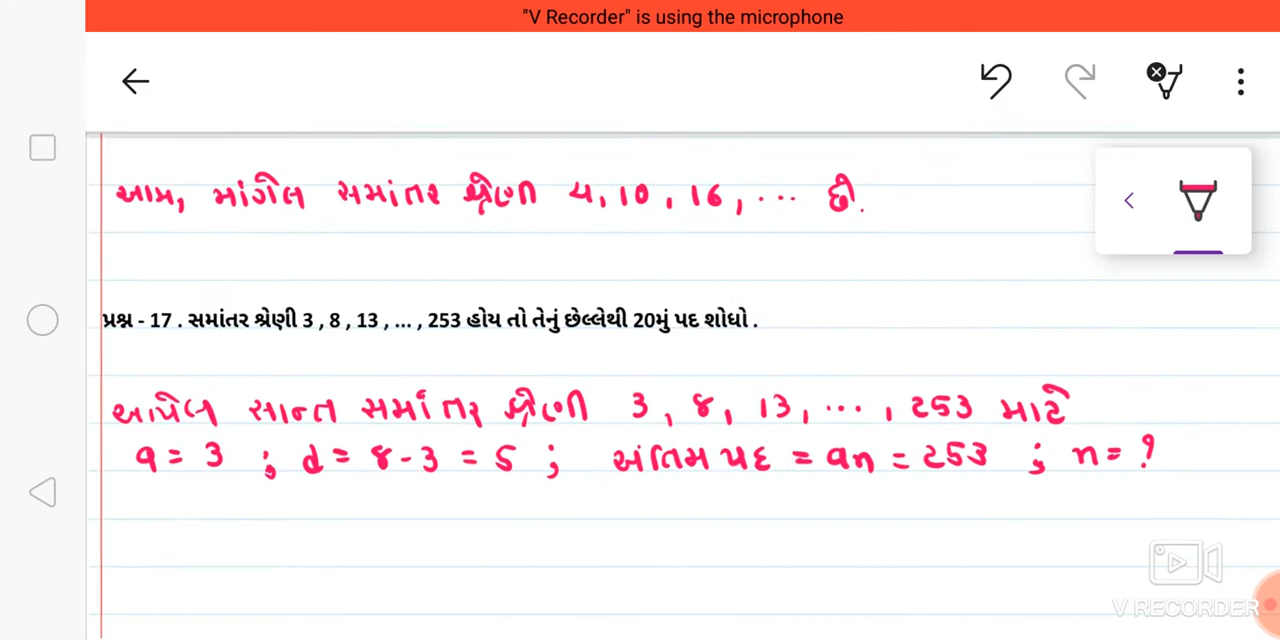 "V Recorder" is using the microphone
આમ, માંગેલ સમાંતર શ્રેણી ૫, 10, 16, ... છે.
પ્રશ્ન - 17 . સમાંતર શ્રેણી 3 , 8 , 13 , ... , 253 હોય તો તેનું છેલ્લેથી 20મું પદ શોધો .
આપેલ સાન્ત સમાંતર શ્રેણી 3, 8, 13, ..., 253 માટે
a = 3 ; d = 8 - 3 = 5 ; અંતિમ પદ = an = 253 ; n = ?
V RECORDER